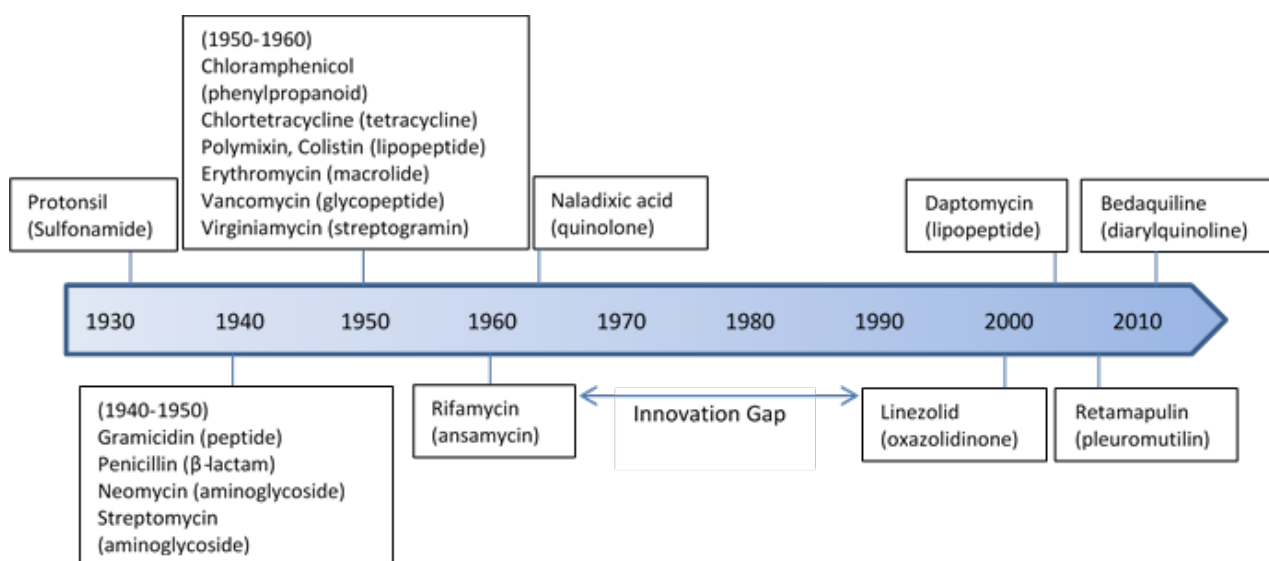 (1950-1960)
Chloramphenicol
(phenylpropanoid)
Chlortetracycline (tetracycline)
Polymixin, Colistin (lipopeptide)
Erythromycin (macrolide)
Vancomycin (glycopeptide)
Virginiamycin (streptogramin)
Protonsil
(Sulfonamide)
Naladixic acid
(quinolone)
Daptomycin
(lipopeptide)
Bedaquiline
(diarylquinoline)
1930 1940 1950 1960 1970 1980 1990 2000 2010
(1940-1950)
Gramicidin (peptide)
Penicillin (β-lactam)
Neomycin (aminoglycoside)
Streptomycin
(aminoglycoside)
Rifamycin
(ansamycin)
Innovation Gap
Linezolid
(oxazolidinone)
Retamapulin
(pleuromutilin)